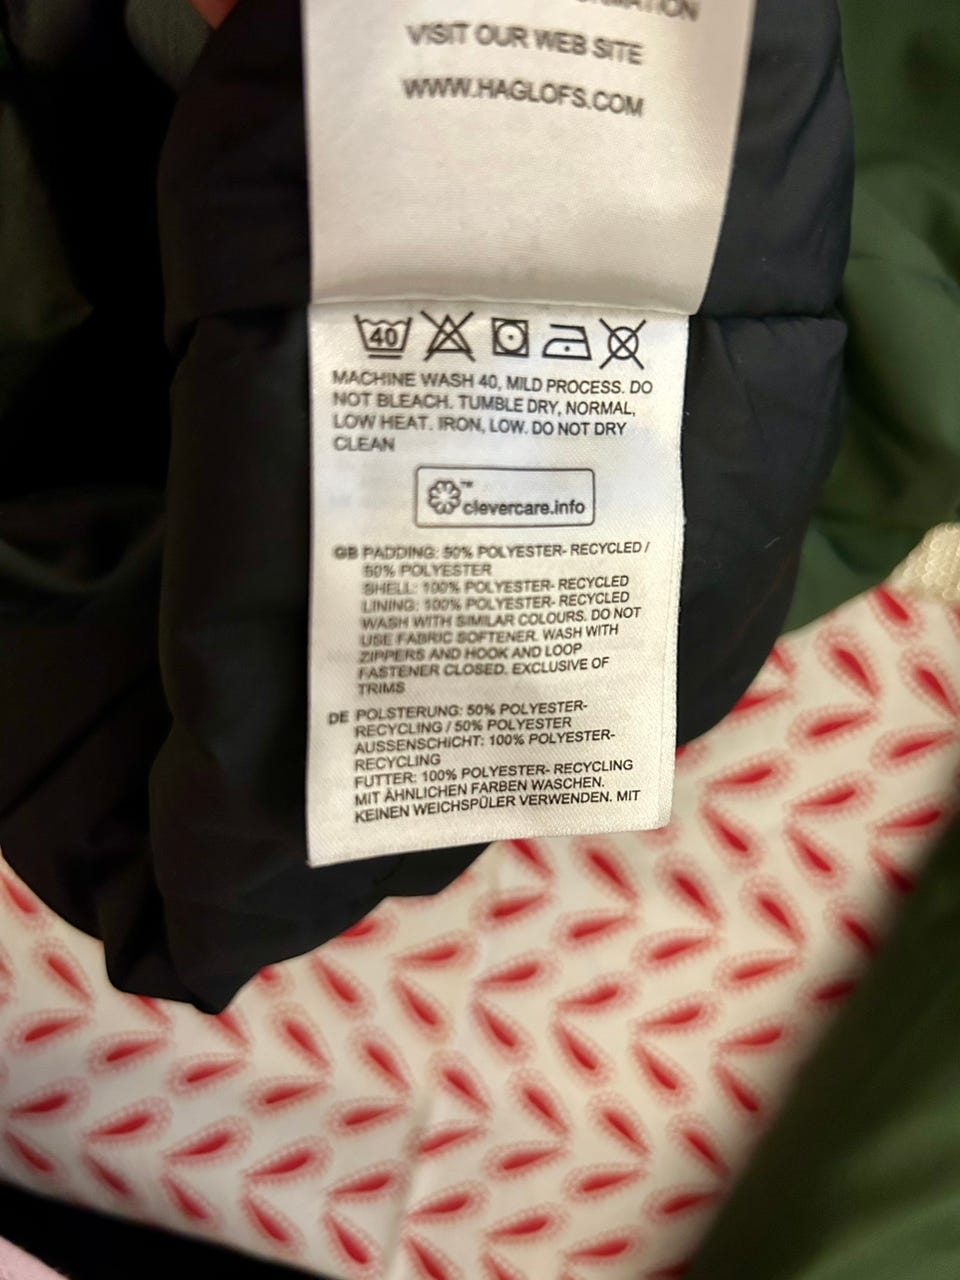 VISIT OUR WEB SITE
WWW.HAGLOFS.COM
40
MACHINE WASH 40, MILD PROCESS. DO
NOT BLEACH. TUMBLE DRY, NORMAL,
LOW HEAT. IRON, LOW. DO NOT DRY
CLEAN
clevercare.info
TM
GB PADDING: 50% POLYESTER- RECYCLED /
50% POLYESTER
SHELL: 100% POLYESTER- RECYCLED
LINING: 100% POLYESTER- RECYCLED
WASH WITH SIMILAR COLOURS. DO NOT
USE FABRIC SOFTENER. WASH WITH
ZIPPERS AND HOOK AND LOOP
FASTENER CLOSED. EXCLUSIVE OF
TRIMS
DE POLSTERUNG: 50% POLYESTER-
RECYCLING / 50% POLYESTER
AUSSENSCHICHT: 100% POLYESTER-
RECYCLING
FUTTER: 100% POLYESTER- RECYCLING
MIT ÄHNLICHEN FARBEN WASCHEN.
KEINEN WEICHSPÜLER VERWENDEN. MIT